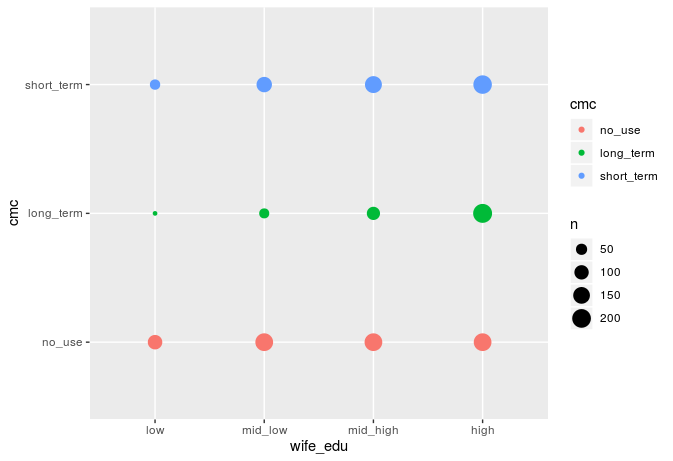 short_term
long_term
no_use
cmc
low
mid_low
mid_high
high
wife_edu
cmc
no_use
long_term
short_term
n
50
100
150
200